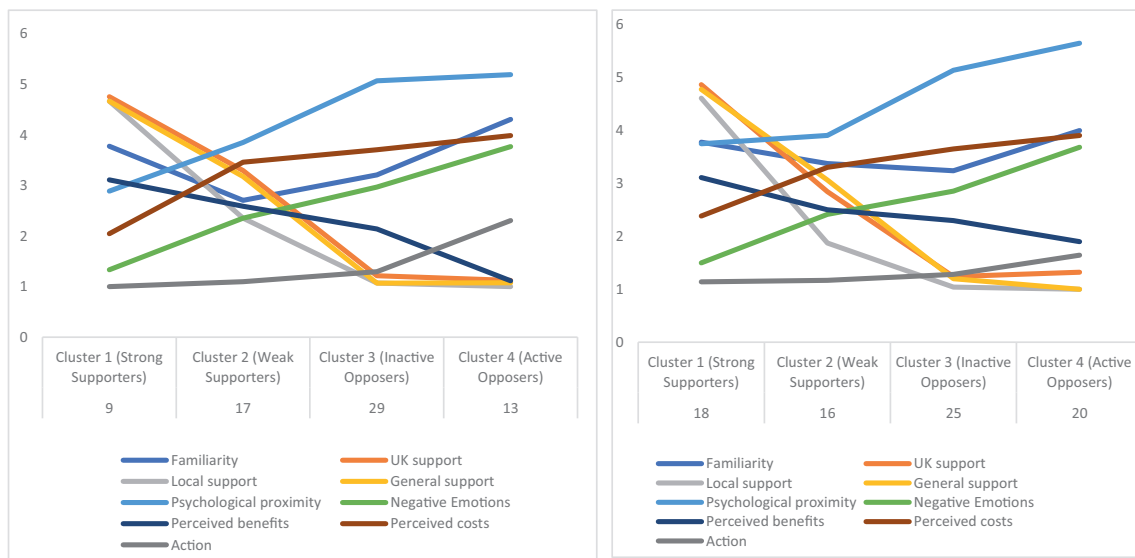 6
5
4
3
2
1
0
Cluster 1 (Strong Supporters)
Cluster 2 (Weak Supporters)
Cluster 3 (Inactive Opposers)
Cluster 4 (Active Opposers)
9
17
29
13
Familiarity
UK support
Local support
General support
Psychological proximity
Negative Emotions
Perceived benefits
Perceived costs
Action
6
5
4
3
2
1
0
Cluster 1 (Strong Supporters)
Cluster 2 (Weak Supporters)
Cluster 3 (Inactive Opposers)
Cluster 4 (Active Opposers)
18
16
25
20
Familiarity
UK support
Local support
General support
Psychological proximity
Negative Emotions
Perceived benefits
Perceived costs
Action